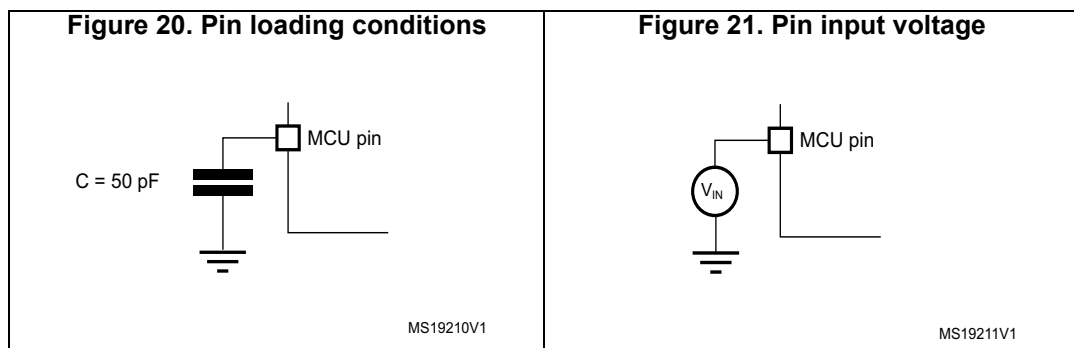 Figure 20. Pin loading conditions
MCU pin
C = 50 pF
MS19210V1
Figure 21. Pin input voltage
MCU pin
VIN
MS19211V1